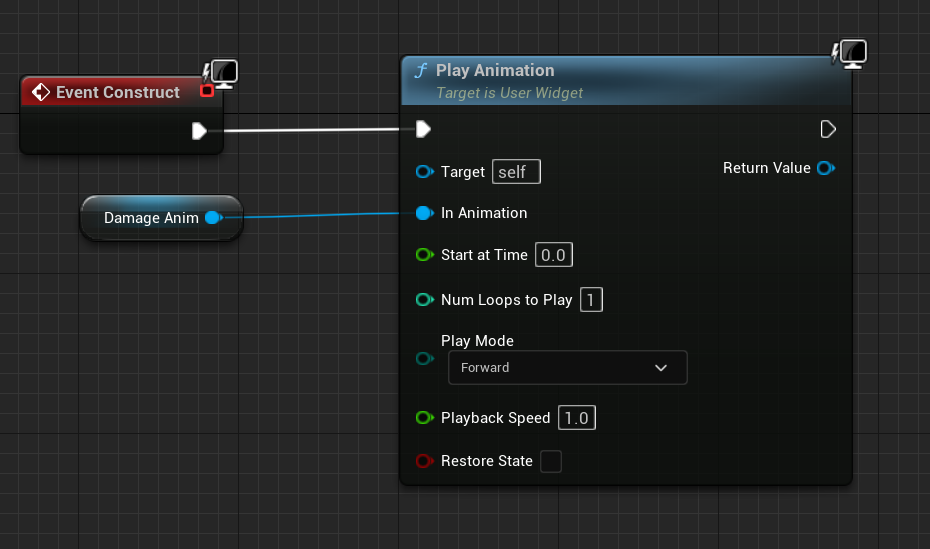 Event Construct
Damage Anim
Play Animation
Target is User Widget
Target self
Return Value
In Animation
Start at Time 0.0
Num Loops to Play 1
Play Mode
Forward
Playback Speed 1.0
Restore State